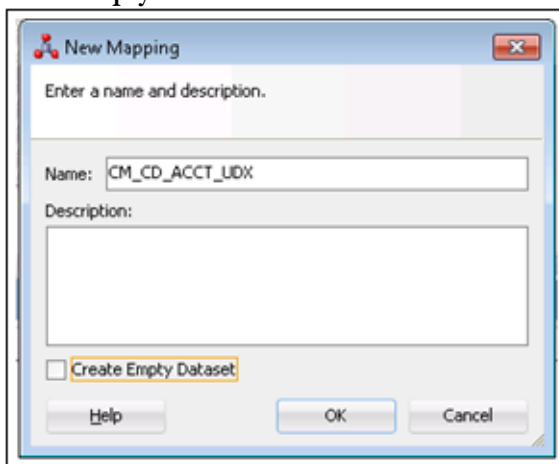 New Mapping
Enter a name and description.
Name: CM_CD_ACCT_UDX
Description:
Create Empty Dataset
Help OK Cancel